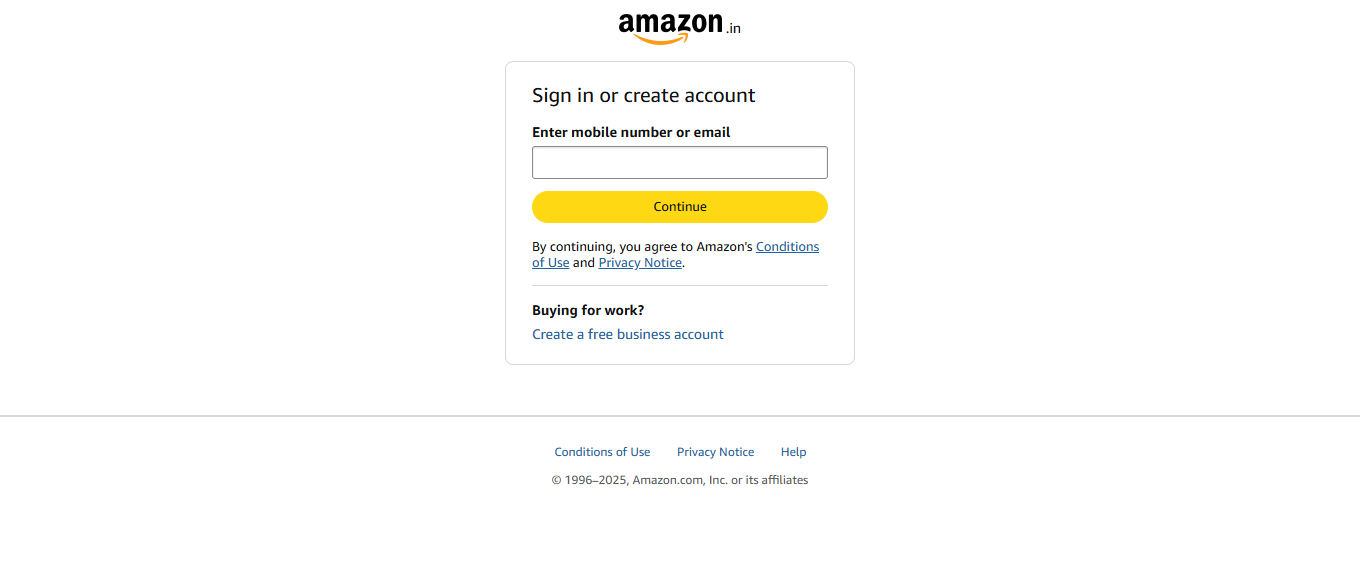 amazon.in
Sign in or create account
Enter mobile number or email
Continue
By continuing, you agree to Amazon's Conditions
of Use and Privacy Notice.
Buying for work?
Create a free business account
Conditions of Use Privacy Notice Help
© 1996–2025, Amazon.com, Inc. or its affiliates